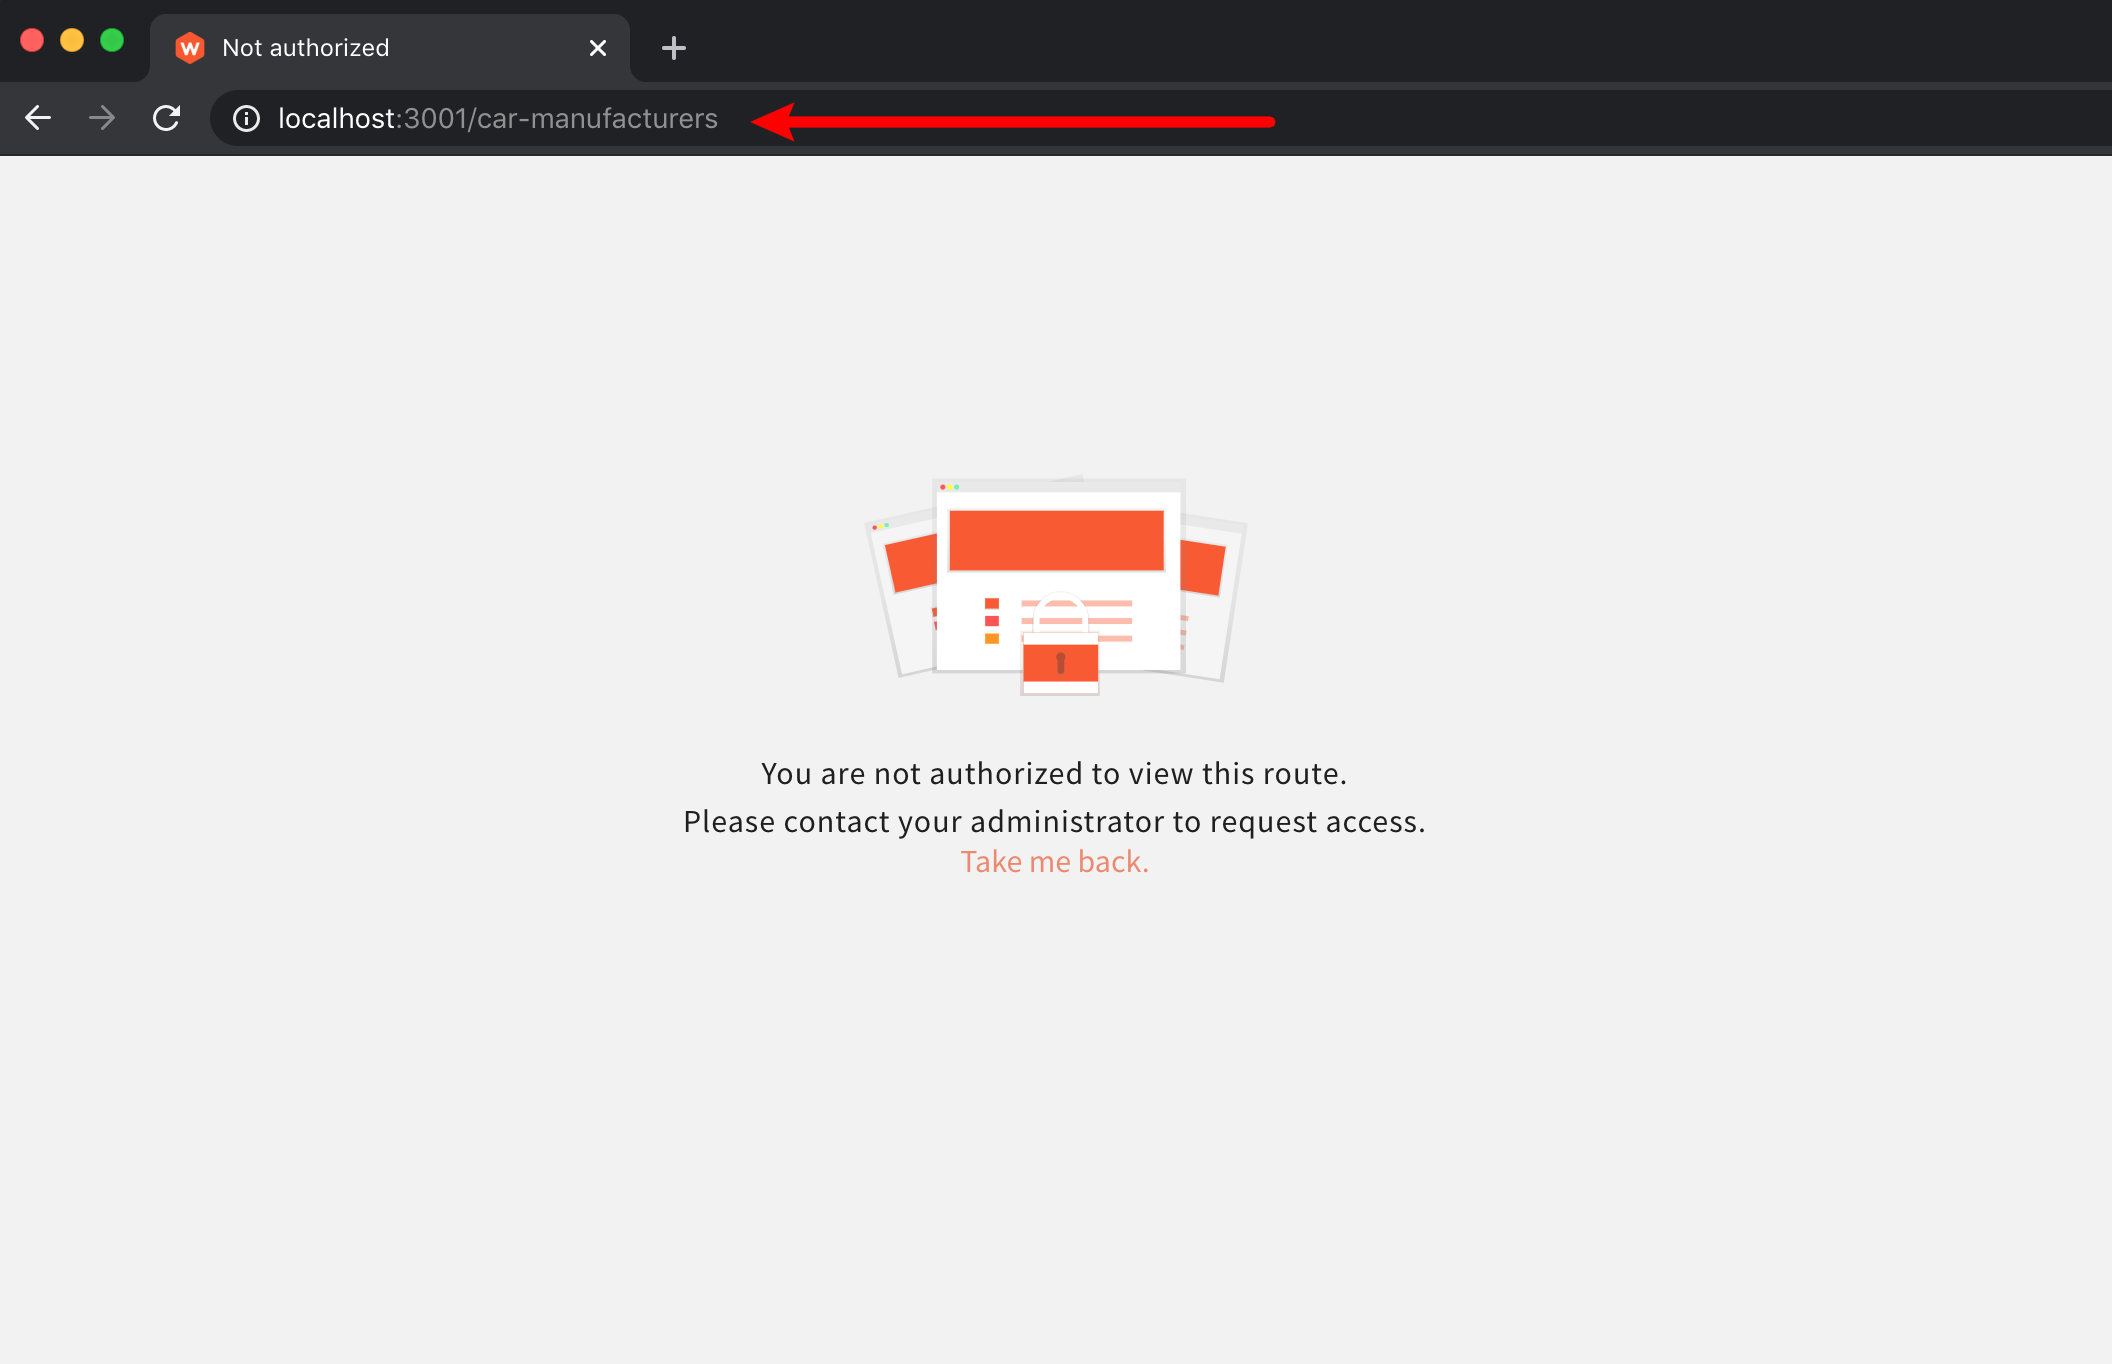 W Not authorized
localhost:3001/car-manufacturers
You are not authorized to view this route.
Please contact your administrator to request access.
Take me back.